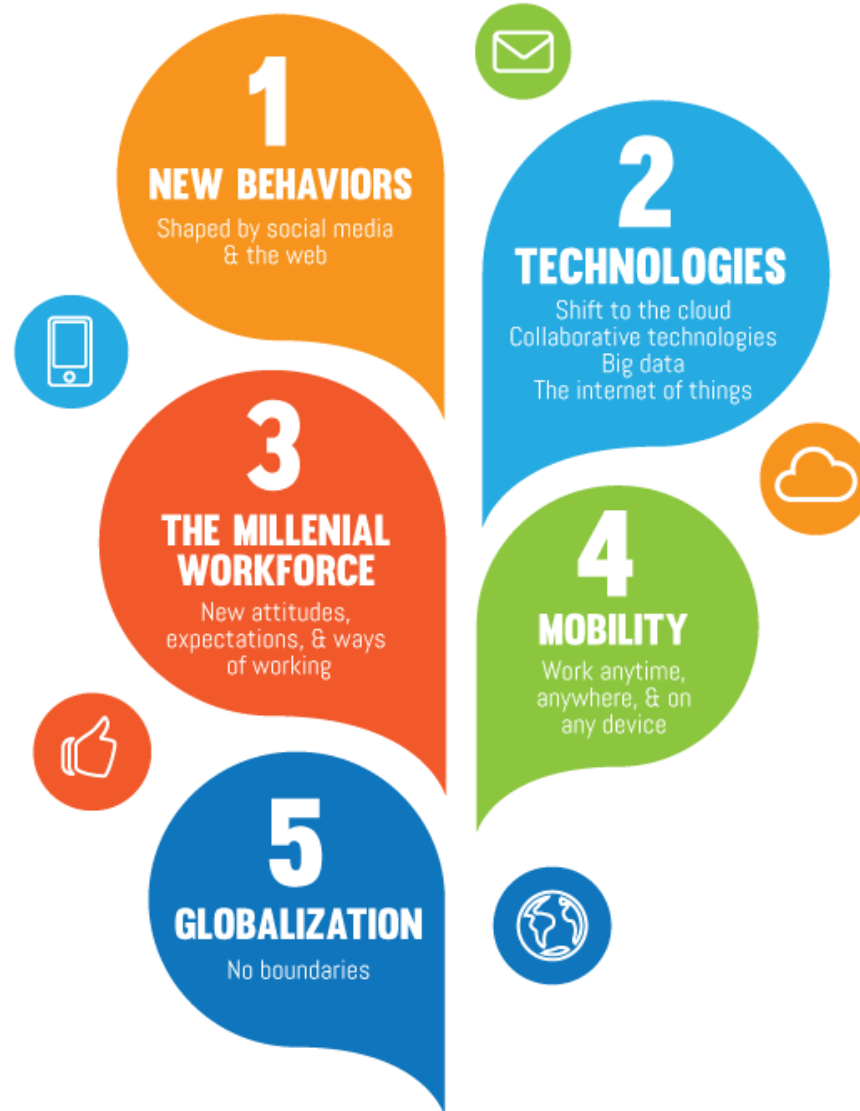 1
NEW BEHAVIORS
Shaped by social media
& the web
2
TECHNOLOGIES
Shift to the cloud
Collaborative technologies
Big data
The internet of things
3
THE MILLENIAL
WORKFORCE
New attitudes,
expectations, & ways
of working
4
MOBILITY
Work anytime,
anywhere, & on
any device
5
GLOBALIZATION
No boundaries